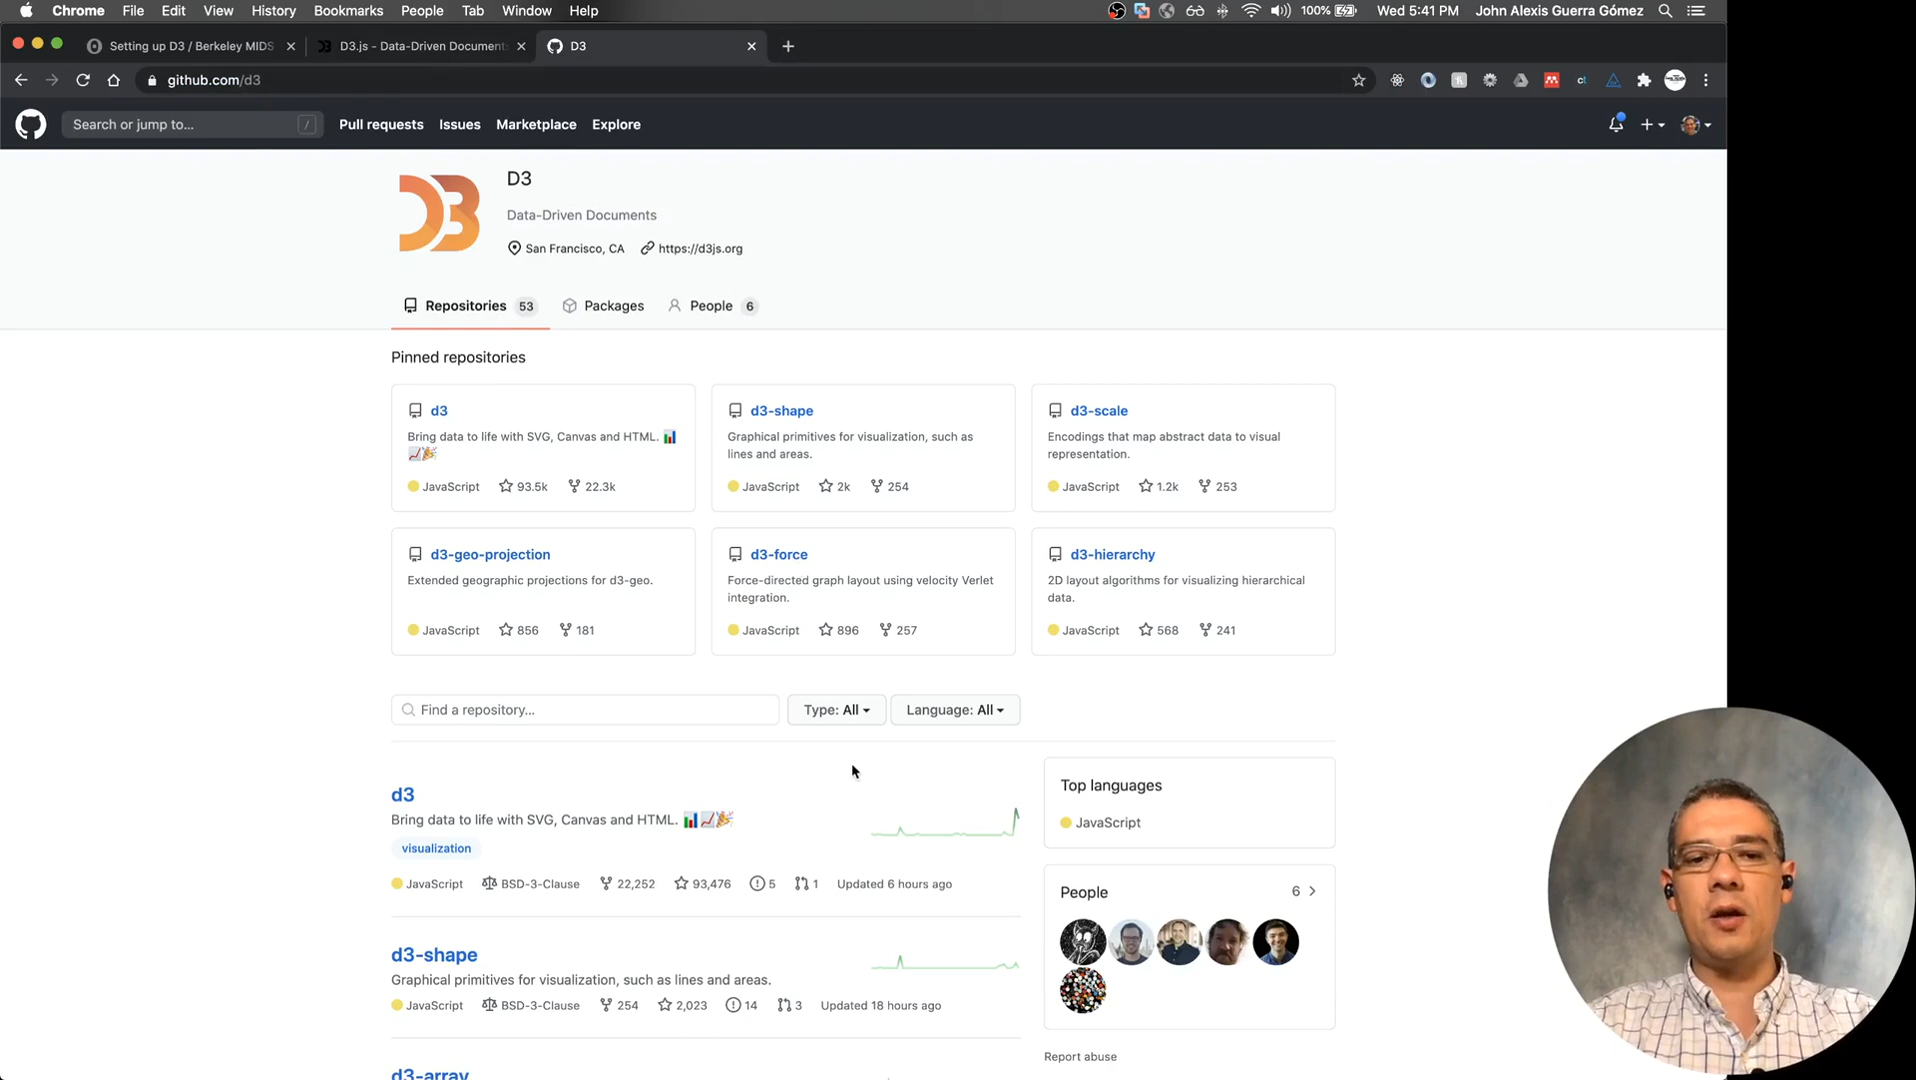 Chrome File Edit View History Bookmarks People Tab Window Help 100% Wed 5:41 PM John Alexis Guerra Gómez
Setting up D3 / Berkeley MIDS D3.js - Data-Driven Document D3
github.com/d3
Search or jump to... / Pull requests Issues Marketplace Explore
D3
D3
Data-Driven Documents
San Francisco, CA https://d3js.org
Repositories 53 Packages People 6
Pinned repositories
d3
Bring data to life with SVG, Canvas and HTML. 📊
📈🎉
JavaScript 93.5k 22.3k
d3-shape
Graphical primitives for visualization, such as
lines and areas.
JavaScript 2k 254
d3-scale
Encodings that map abstract data to visual
representation.
JavaScript 1.2k 253
d3-geo-projection
Extended geographic projections for d3-geo.
JavaScript 856 181
d3-force
Force-directed graph layout using velocity Verlet
integration.
JavaScript 896 257
d3-hierarchy
2D layout algorithms for visualizing hierarchical
data.
JavaScript 568 241
Find a repository... Type: All Language: All
d3
Bring data to life with SVG, Canvas and HTML. 📊📈🎉
visualization
JavaScript BSD-3-Clause 22,252 93,476 5 1 Updated 6 hours ago
d3-shape
Graphical primitives for visualization, such as lines and areas.
JavaScript BSD-3-Clause 254 2,023 14 3 Updated 18 hours ago
d3-array
Top languages
JavaScript
People 6
Report abuse